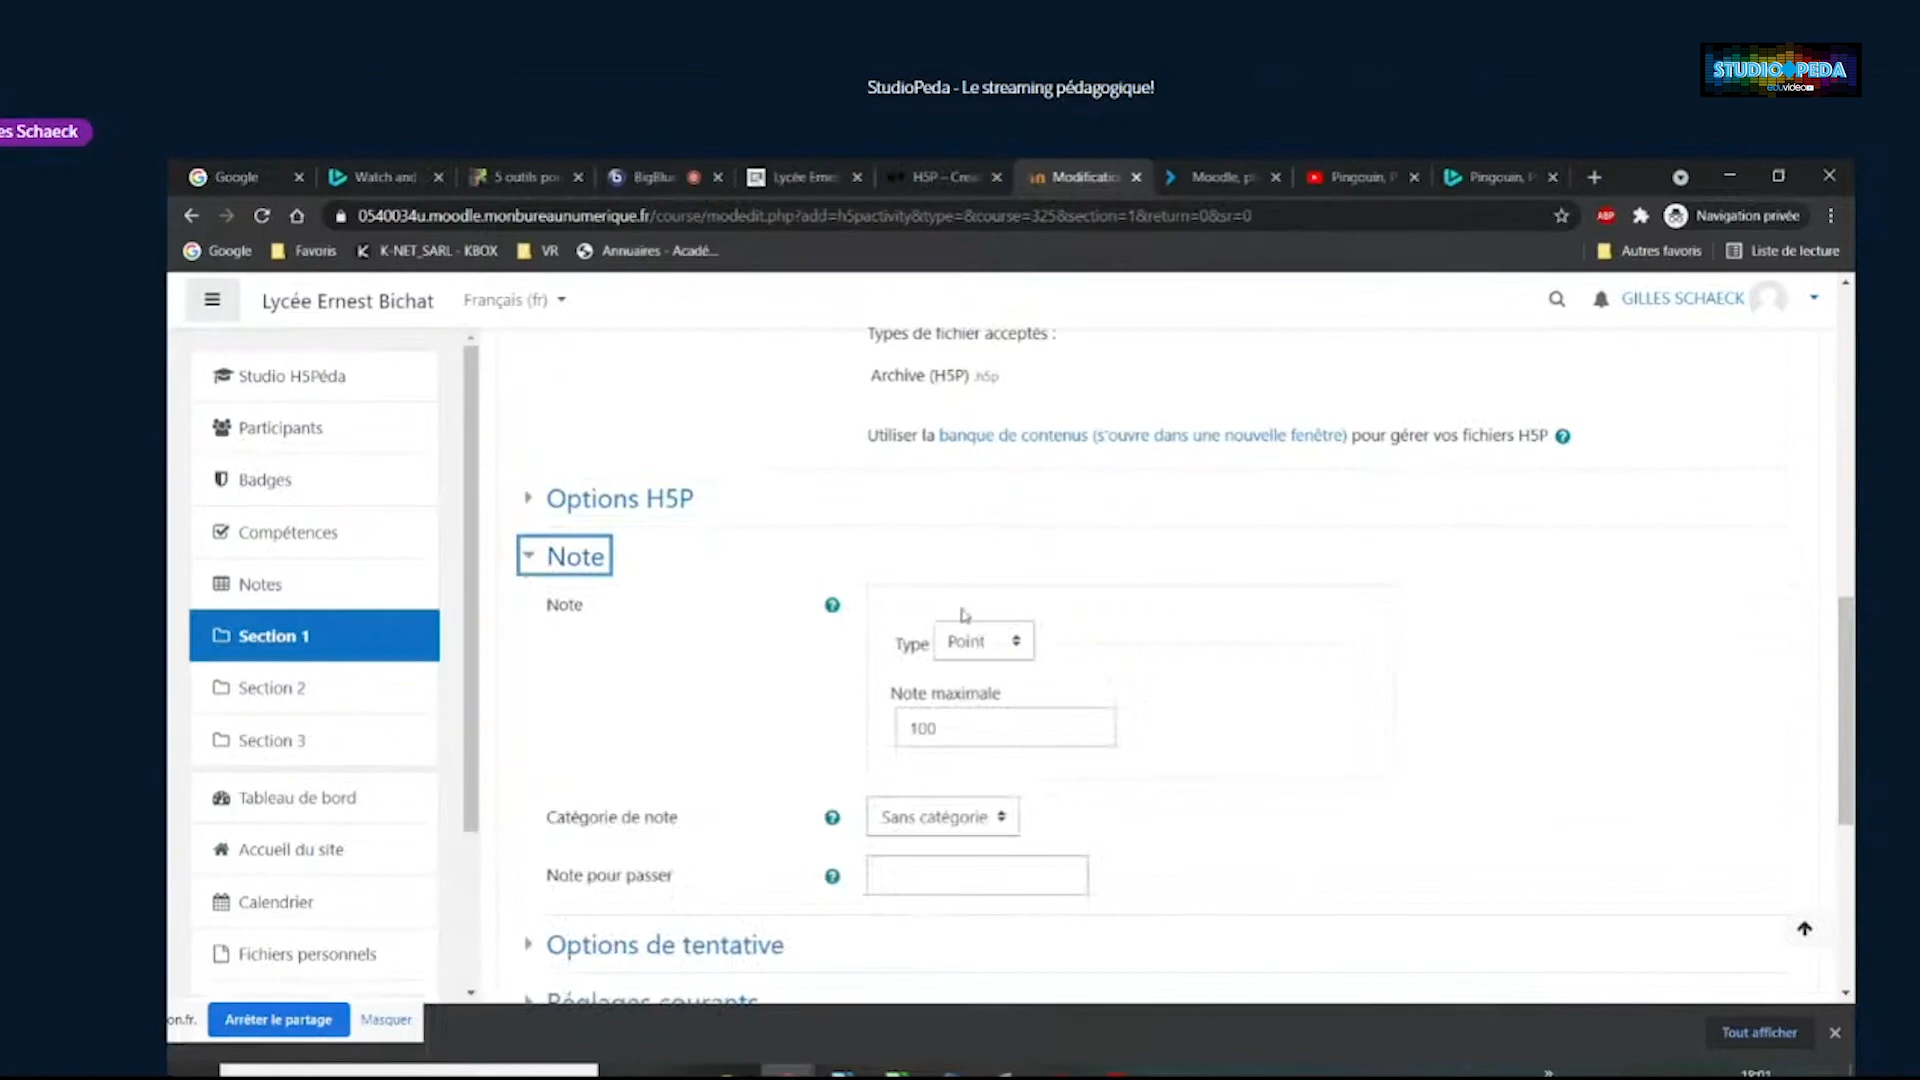 STUDIO PEDA
eduvideo
StudioPeda - Le streaming pédagogique!
es Schaeck
Google
Watch and
5 outils po
BigBlu
Lycée Erne
H5P – Crea
Modificatio
Moodle, p
Pingouin, P
Pingouin, P
0540034u.moodle.monbureaunumerique.fr/course/modedit.php?add=h5pactivity&type=&course=325&section=1&return=0&sr=0
ABP
Navigation privée
Google
Favoris
K-NET_SARL - KBOX
VR
Annuaires - Acadé...
Autres favoris
Liste de lecture
Lycée Ernest Bichat
Français (fr)
GILLES SCHAECK
Types de fichier acceptés :
Archive (H5P) .h5p
Utiliser la banque de contenus (s'ouvre dans une nouvelle fenêtre) pour gérer vos fichiers H5P
Studio H5Péda
Participants
Badges
Compétences
Notes
Section 1
Section 2
Section 3
Tableau de bord
Accueil du site
Calendrier
Fichiers personnels
Options H5P
Note
Note
Type Point
Note maximale
100
Catégorie de note
Sans catégorie
Note pour passer
Options de tentative
Réglages courants
on.fr.
Arrêter le partage
Masquer
Tout afficher
19:01